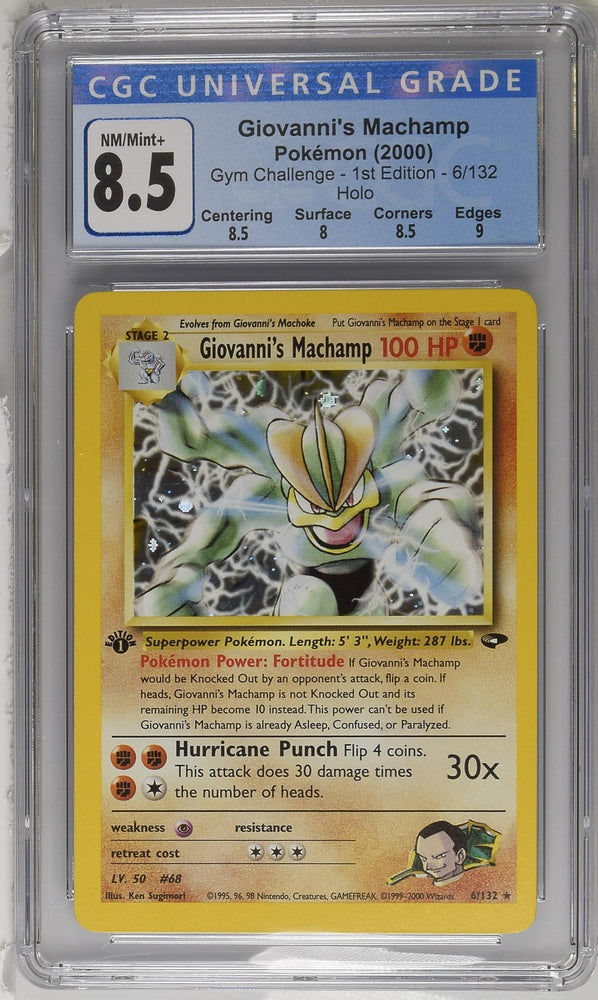 CGC UNIVERSAL GRADE
NM/Mint+
8.5
Giovanni's Machamp
Pokémon (2000)
Gym Challenge - 1st Edition - 6/132
Holo
Centering Surface Corners Edges
8.5 8 8.5 9
Evolves from Giovanni's Machoke Put Giovanni's Machamp on the Stage 1 card
STAGE 2
Giovanni's Machamp 100 HP
EDITION
1
Superpower Pokémon. Length: 5' 3", Weight: 287 lbs.
Pokémon Power: Fortitude If Giovanni's Machamp
would be Knocked Out by an opponent's attack, flip a coin. If
heads, Giovanni's Machamp is not Knocked Out and its
remaining HP become 10 instead. This power can't be used if
Giovanni's Machamp is already Asleep, Confused, or Paralyzed.
Hurricane Punch Flip 4 coins.
This attack does 30 damage times
the number of heads.
30x
weakness resistance
retreat cost
LV. 50 #68
Illus. Ken Sugimori ©1995, 96, 98 Nintendo, Creatures, GAMEFREAK. ©1999-2000 Wizards. 6/132 ★